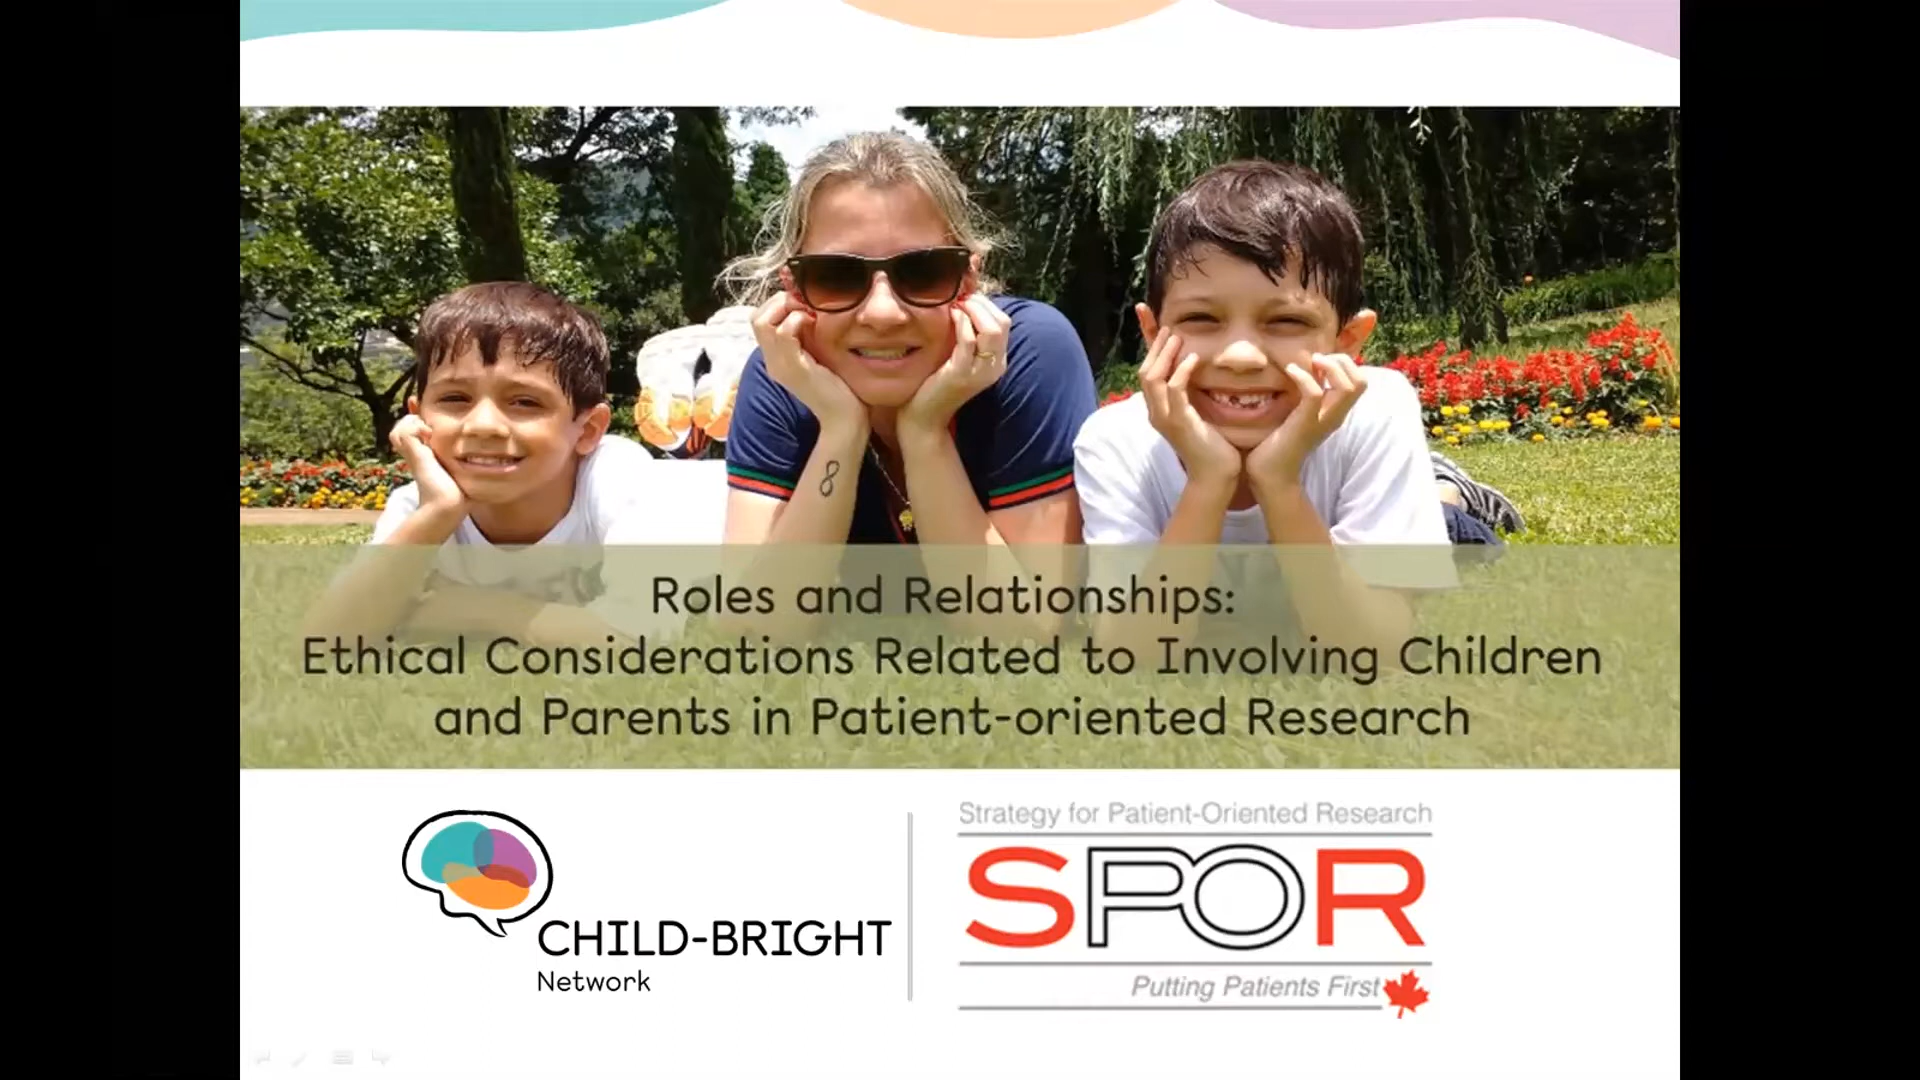 Roles and Relationships:
Ethical Considerations Related to Involving Children
and Parents in Patient-oriented Research
CHILD-BRIGHT
Network
Strategy for Patient-Oriented Research
SPOR
Putting Patients First